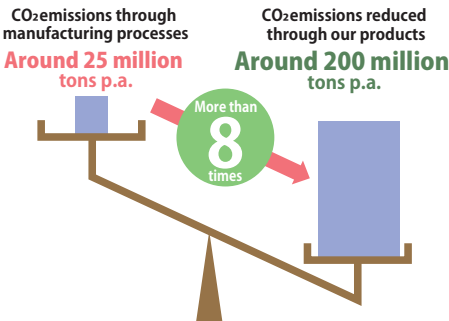 CO₂emissions through
manufacturing processes
Around 25 million
tons p.a.
CO₂emissions reduced
through our products
Around 200 million
tons p.a.
More than
8
times